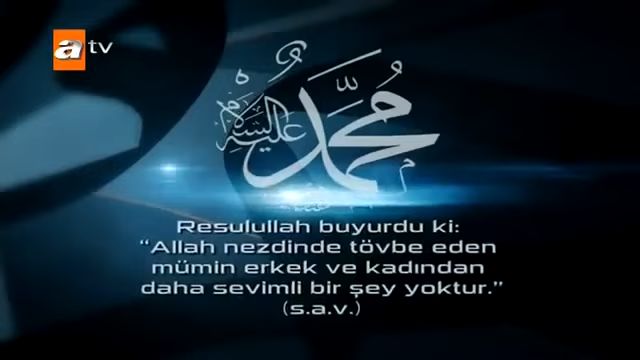 atv
محمد
عليه السلام
Resulullah buyurdu ki:
“Allah nezdinde tövbe eden
mümin erkek ve kadından
daha sevimli bir şey yoktur.”
(s.a.v.)